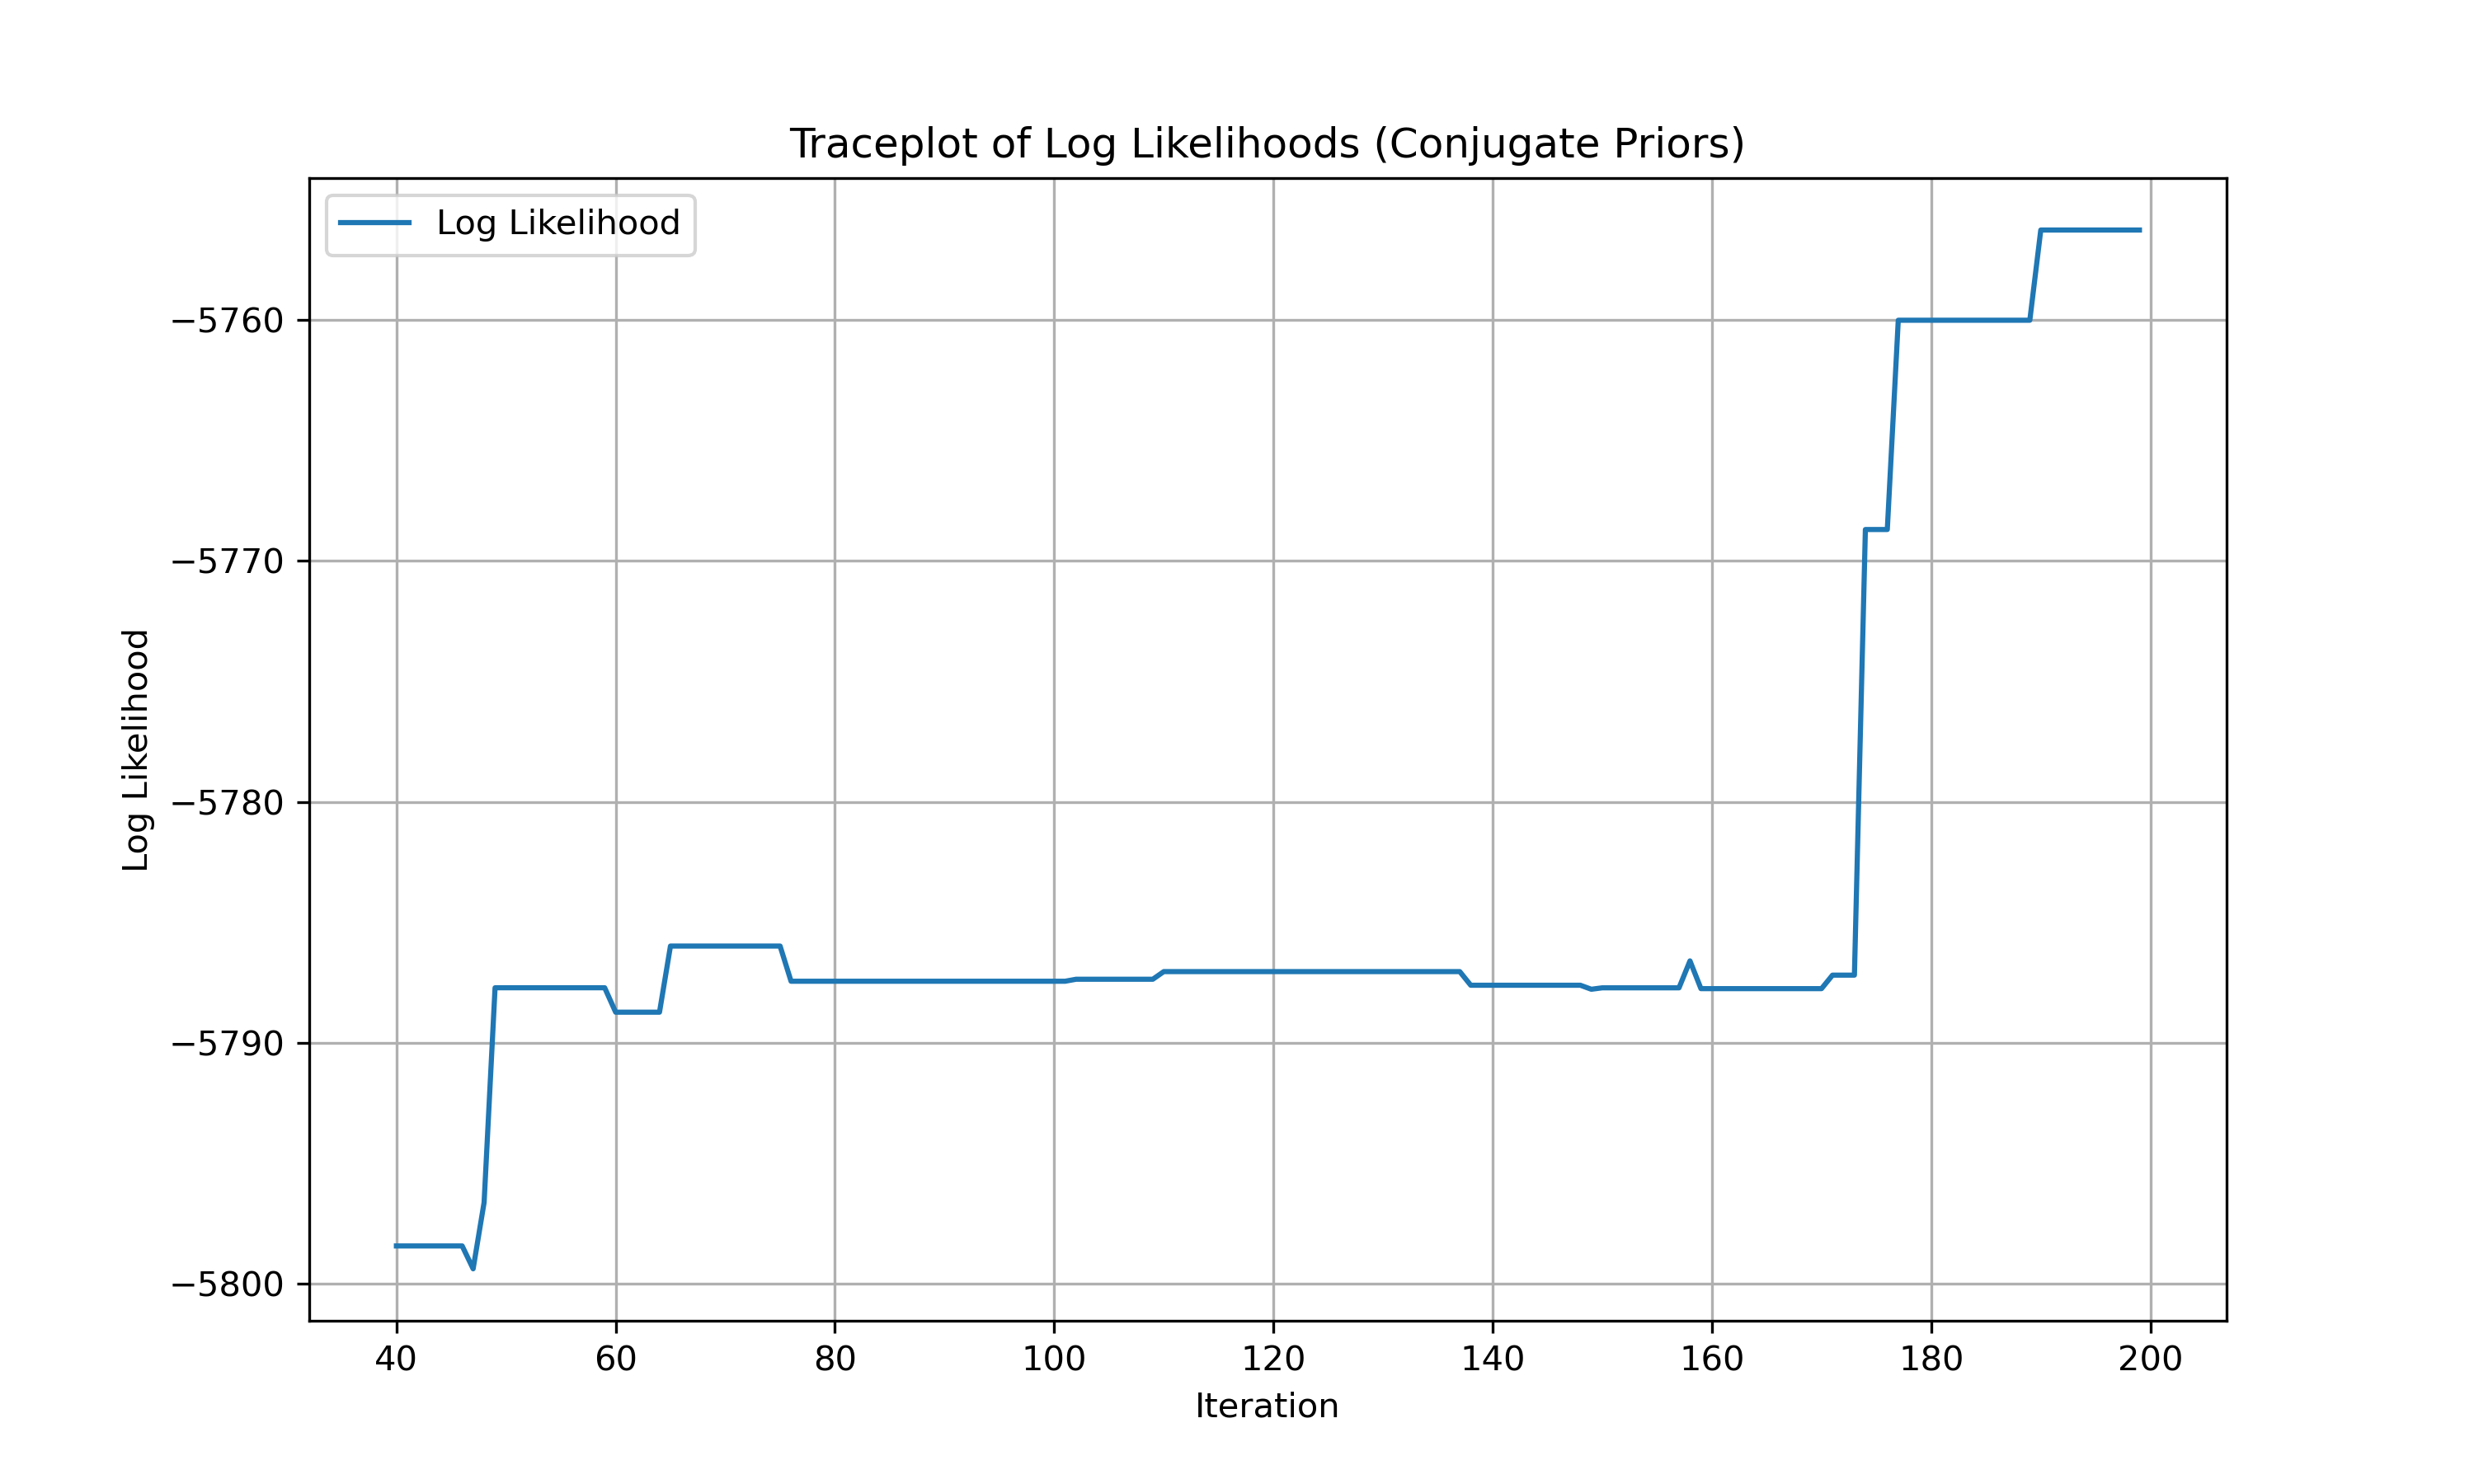 Traceplot of Log Likelihoods (Conjugate Priors)
Log Likelihood
−5760
−5770
−5780
−5790
−5800
Log Likelihood
40 60 80 100 120 140 160 180 200
Iteration